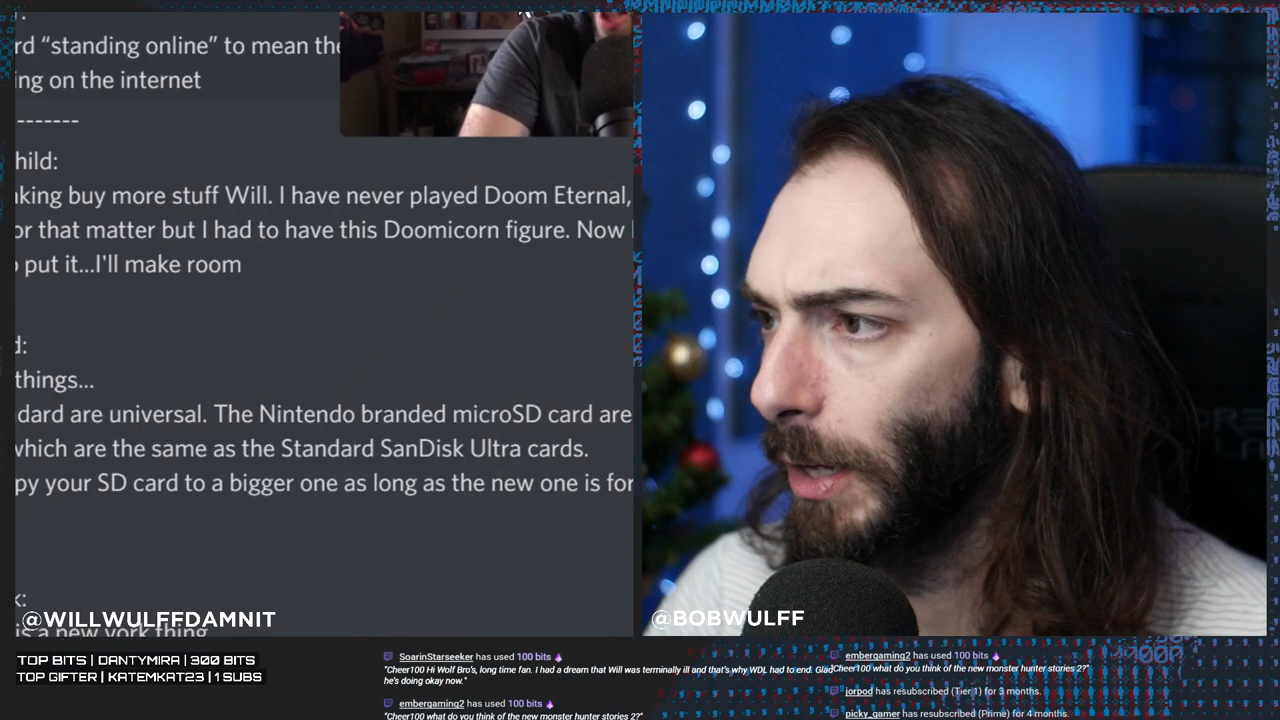 rd “standing online” to mean the
ing on the internet
-------
hild:
king buy more stuff Will. I have never played Doom Eternal,
or that matter but I had to have this Doomicorn figure. Now
put it...I'll make room
d:
things...
dard are universal. The Nintendo branded microSD card are
which are the same as the Standard SanDisk Ultra cards.
py your SD card to a bigger one as long as the new one is for
k:
is a new york thing
@WILLWULFFDAMNIT
@BOBWULFF
TOP BITS | DANTYMIRA | 300 BITS
TOP GIFTER | KATEMKAT23 | 1 SUBS
SoarinStarseeker has used 100 bits
"Cheer100 Hi Wolf Bro's, long time fan. I had a dream that Will was terminally ill and that's why WDL had to end. Glad
he's doing okay now."
embergaming2 has used 100 bits
"Cheer100 what do you think of the new monster hunter stories 2?"
embergaming2 has used 100 bits
Cheer100 what do you think of the new monster hunter stories 2?"
jorpod has resubscribed (Tier 1) for 3 months.
picky_gamer has resubscribed (Prime) for 4 months.